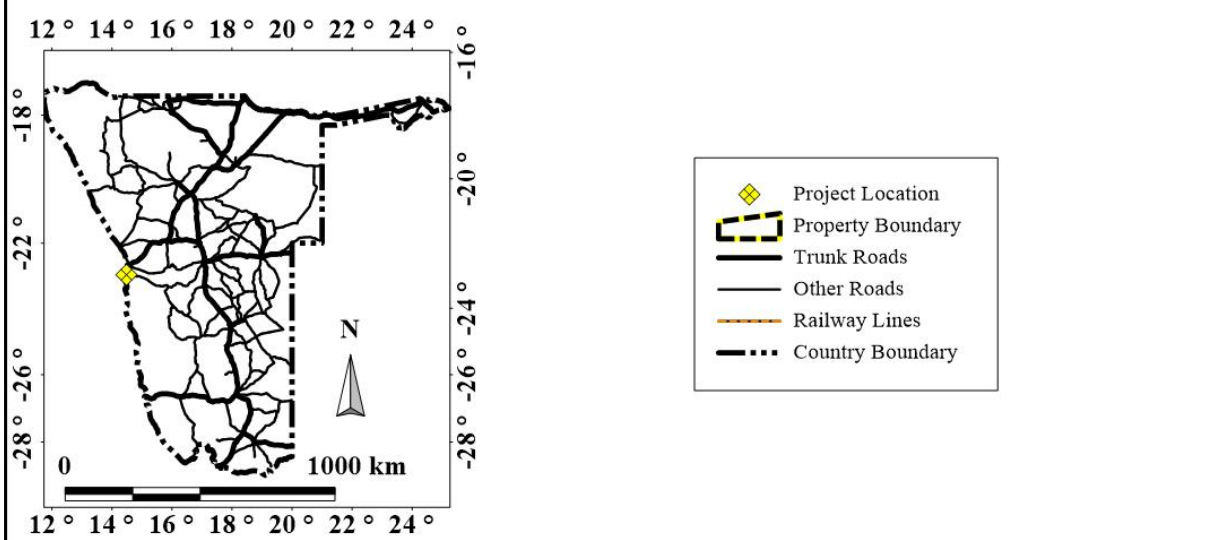 12 ° 14 ° 16 ° 18 ° 20 ° 22 ° 24 °
-16 °
-18 °
-18 °
-20 °
-22 °
-22 °
-24 °
-26 °
-26 °
-28 °
-28 °
N
0 1000 km
12 ° 14 ° 16 ° 18 ° 20 ° 22 ° 24 °
Project Location
Property Boundary
Trunk Roads
Other Roads
Railway Lines
Country Boundary